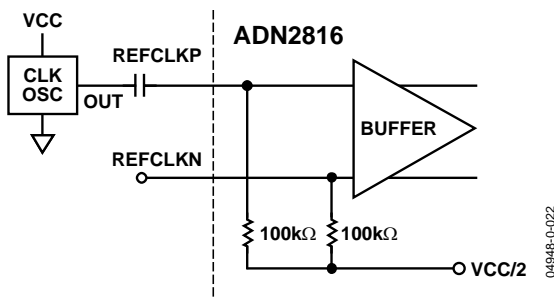 VCC
ADN2816
REFCLKP
CLK
OSC
OUT
BUFFER
REFCLKN
100kΩ
100kΩ
VCC/2
04948-0-022